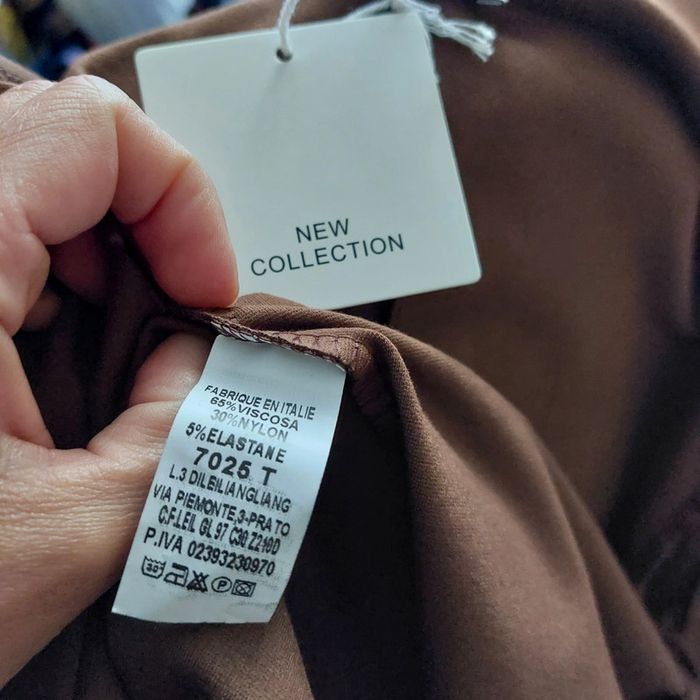 NEW
COLLECTION
FABRIQUE EN ITALIE
65%VISCOSA
30%NYLON
5%ELASTANE
7025 T
L.3 DILEILIANGLIANG
VIA PIEMONTE,3-PRATO
C.F-LEIL GL 97 C30 Z210D
P.IVA 02393230970
30°
P